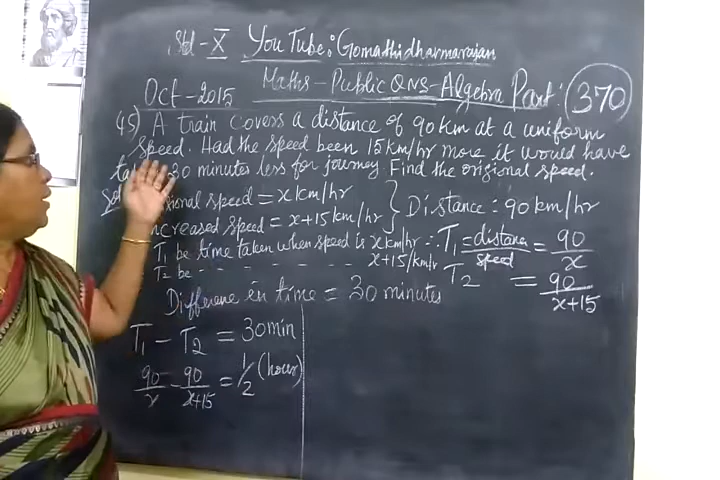 Std - X YouTube: Gomathidharmarajan
Maths - Public QNS - Algebra Part: 370
Oct - 2015
45) A train covers a distance of 90 km at a uniform
speed. Had the speed been 15 km/hr more it would have
30 minutes less for journey Find the original speed.
speed = x km/hr
Increased speed = x+15 km/hr } Distance: 90 km/hr
T1 be time taken when speed is x km/hr ∴ T1 = distance/speed = 90/x
T2 be - - - - - - x+15/km/hr T2 = 90/x+15
Difference in time = 30 minutes
T1 - T2 = 30 min
90/x - 90/x+15 = 1/2 (hour)